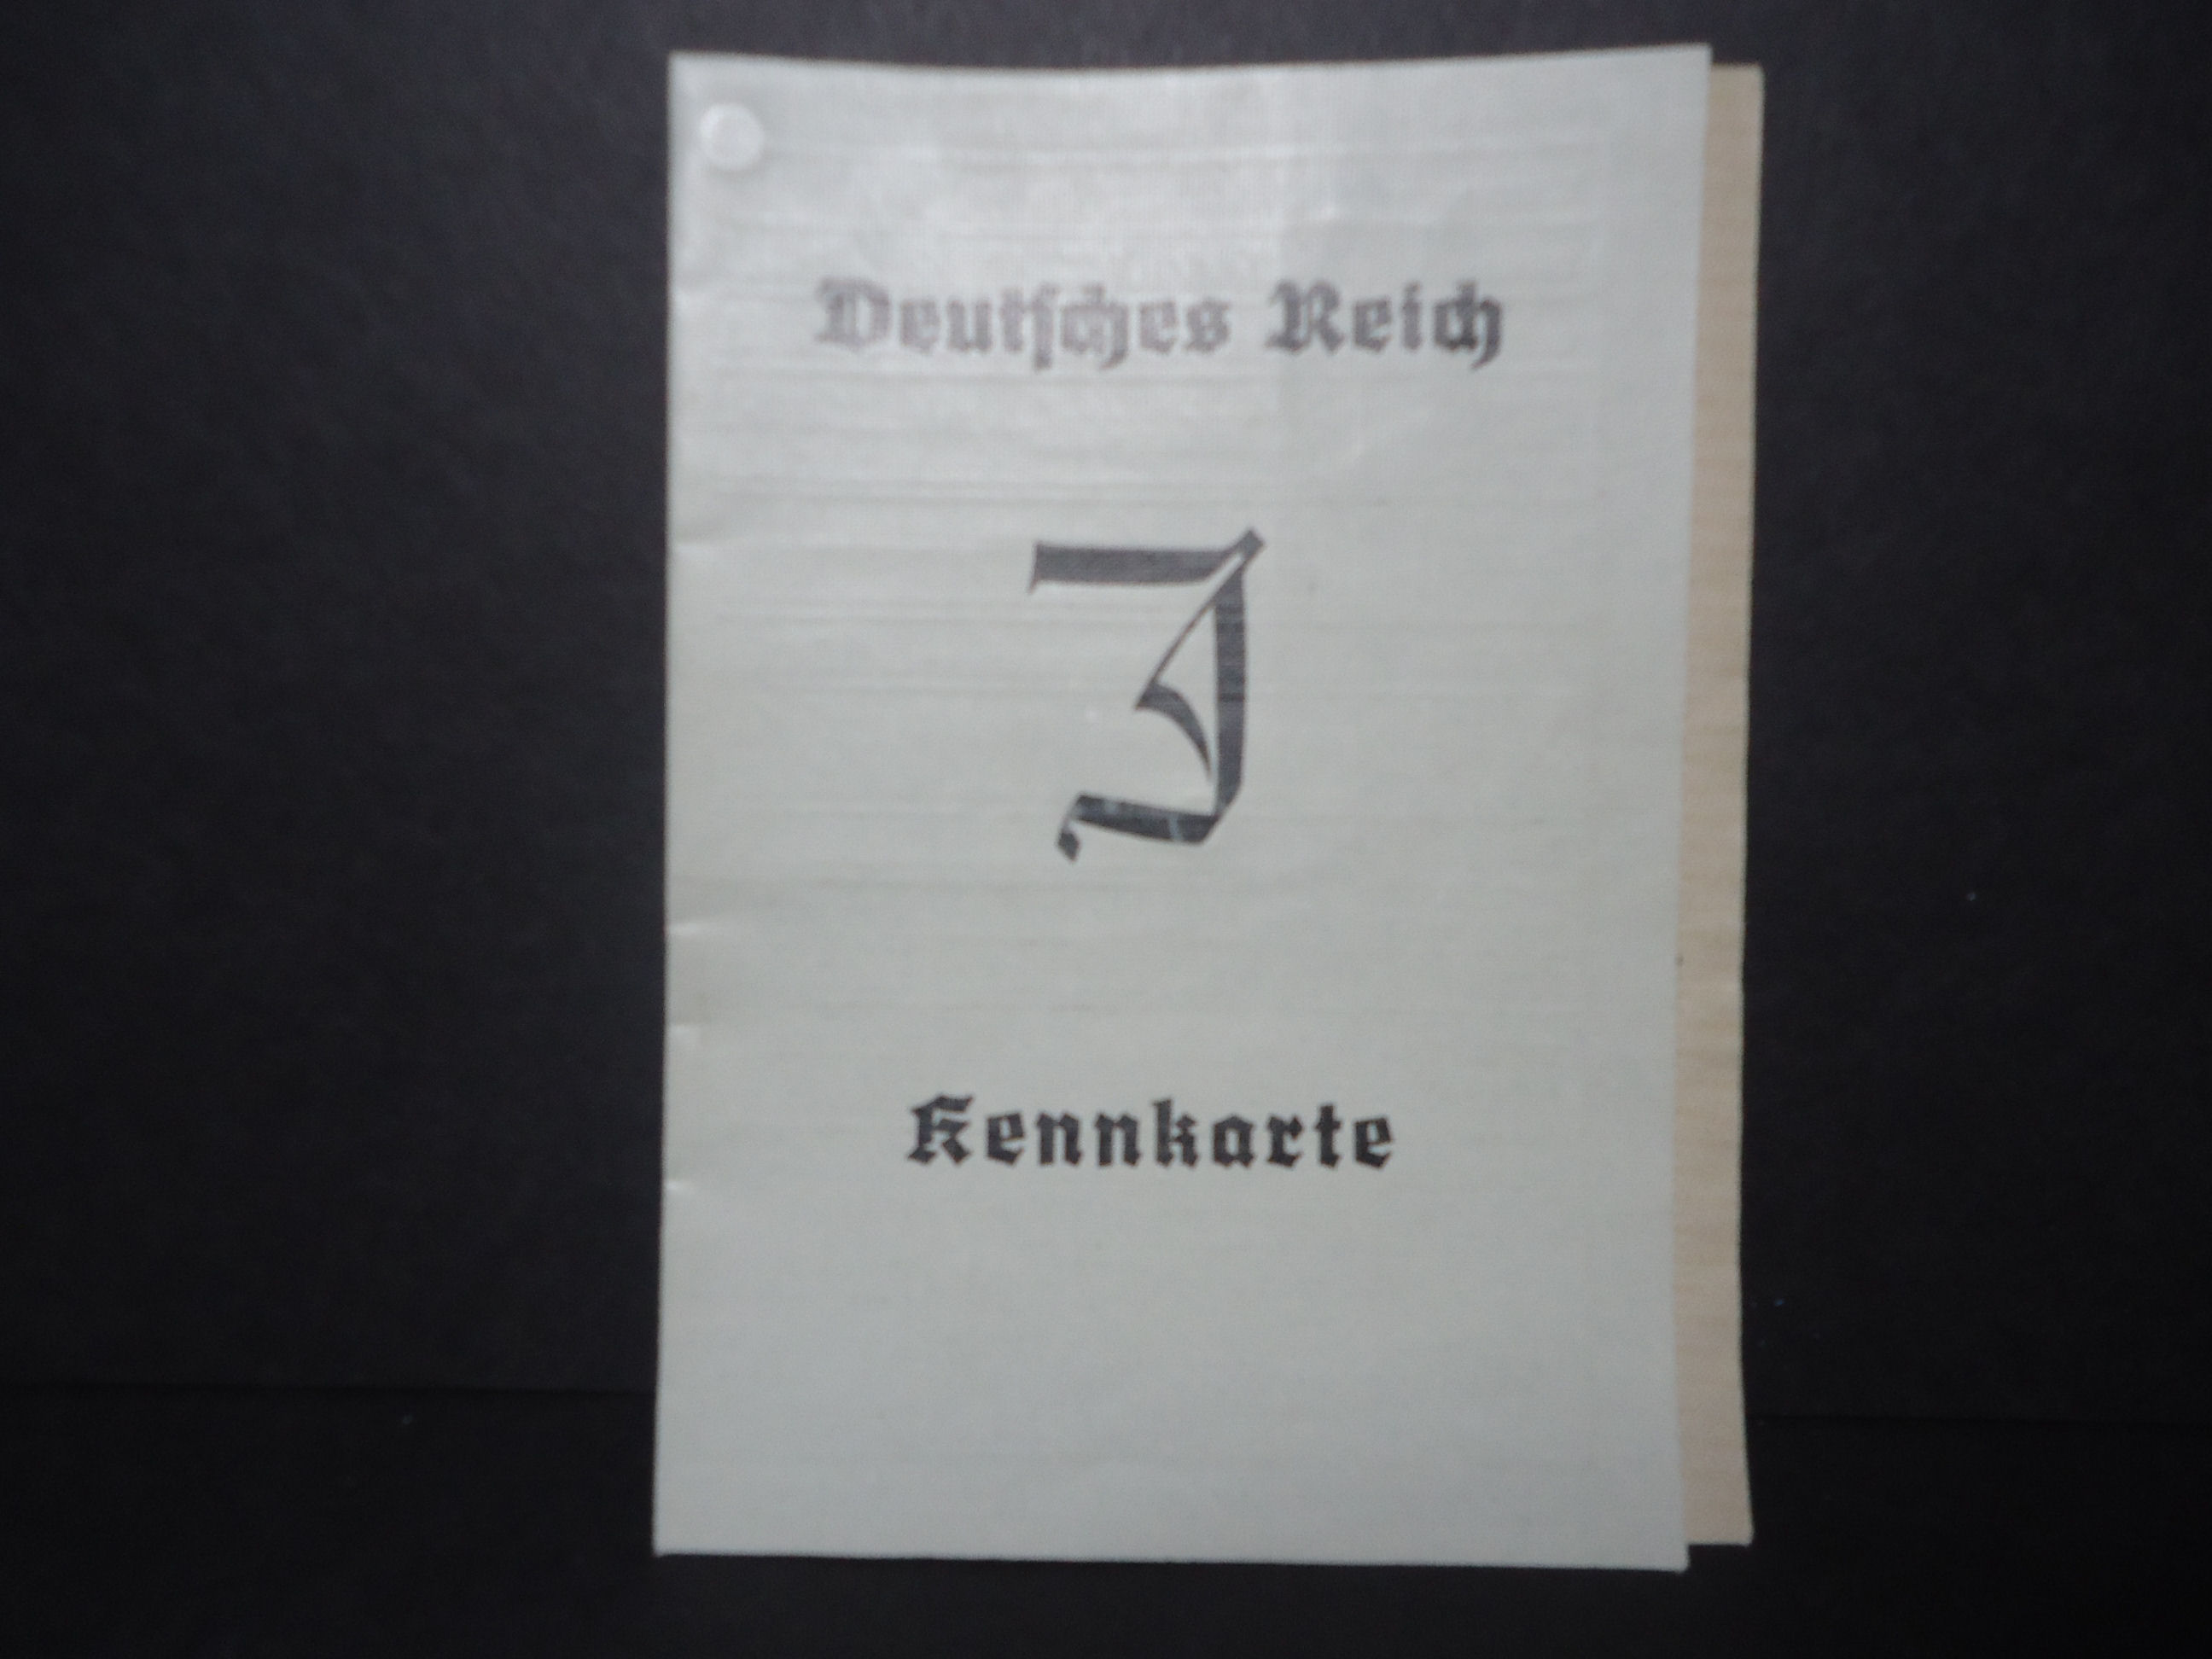 Deutsches Reich
J
Kennkarte